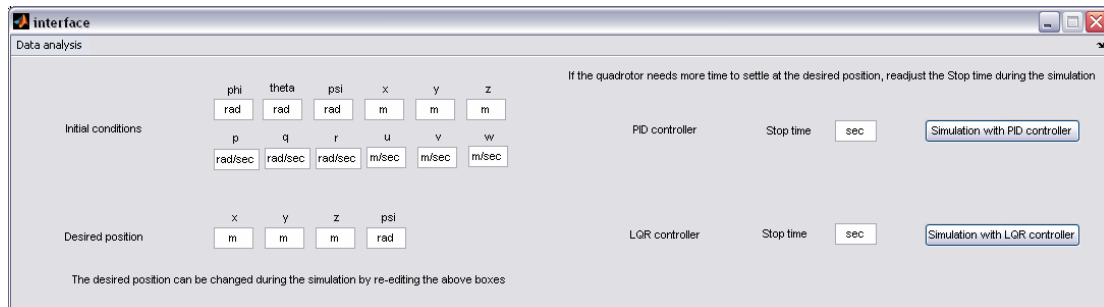 interface
Data analysis
If the quadrotor needs more time to settle at the desired position, readjust the Stop time during the simulation
phi theta psi x y z
rad rad rad m m m
Initial conditions
p q r u v w
rad/sec rad/sec rad/sec m/sec m/sec m/sec
PID controller Stop time sec Simulation with PID controller
x y z psi
Desired position m m m rad
LQR controller Stop time sec Simulation with LQR controller
The desired position can be changed during the simulation by re-editing the above boxes